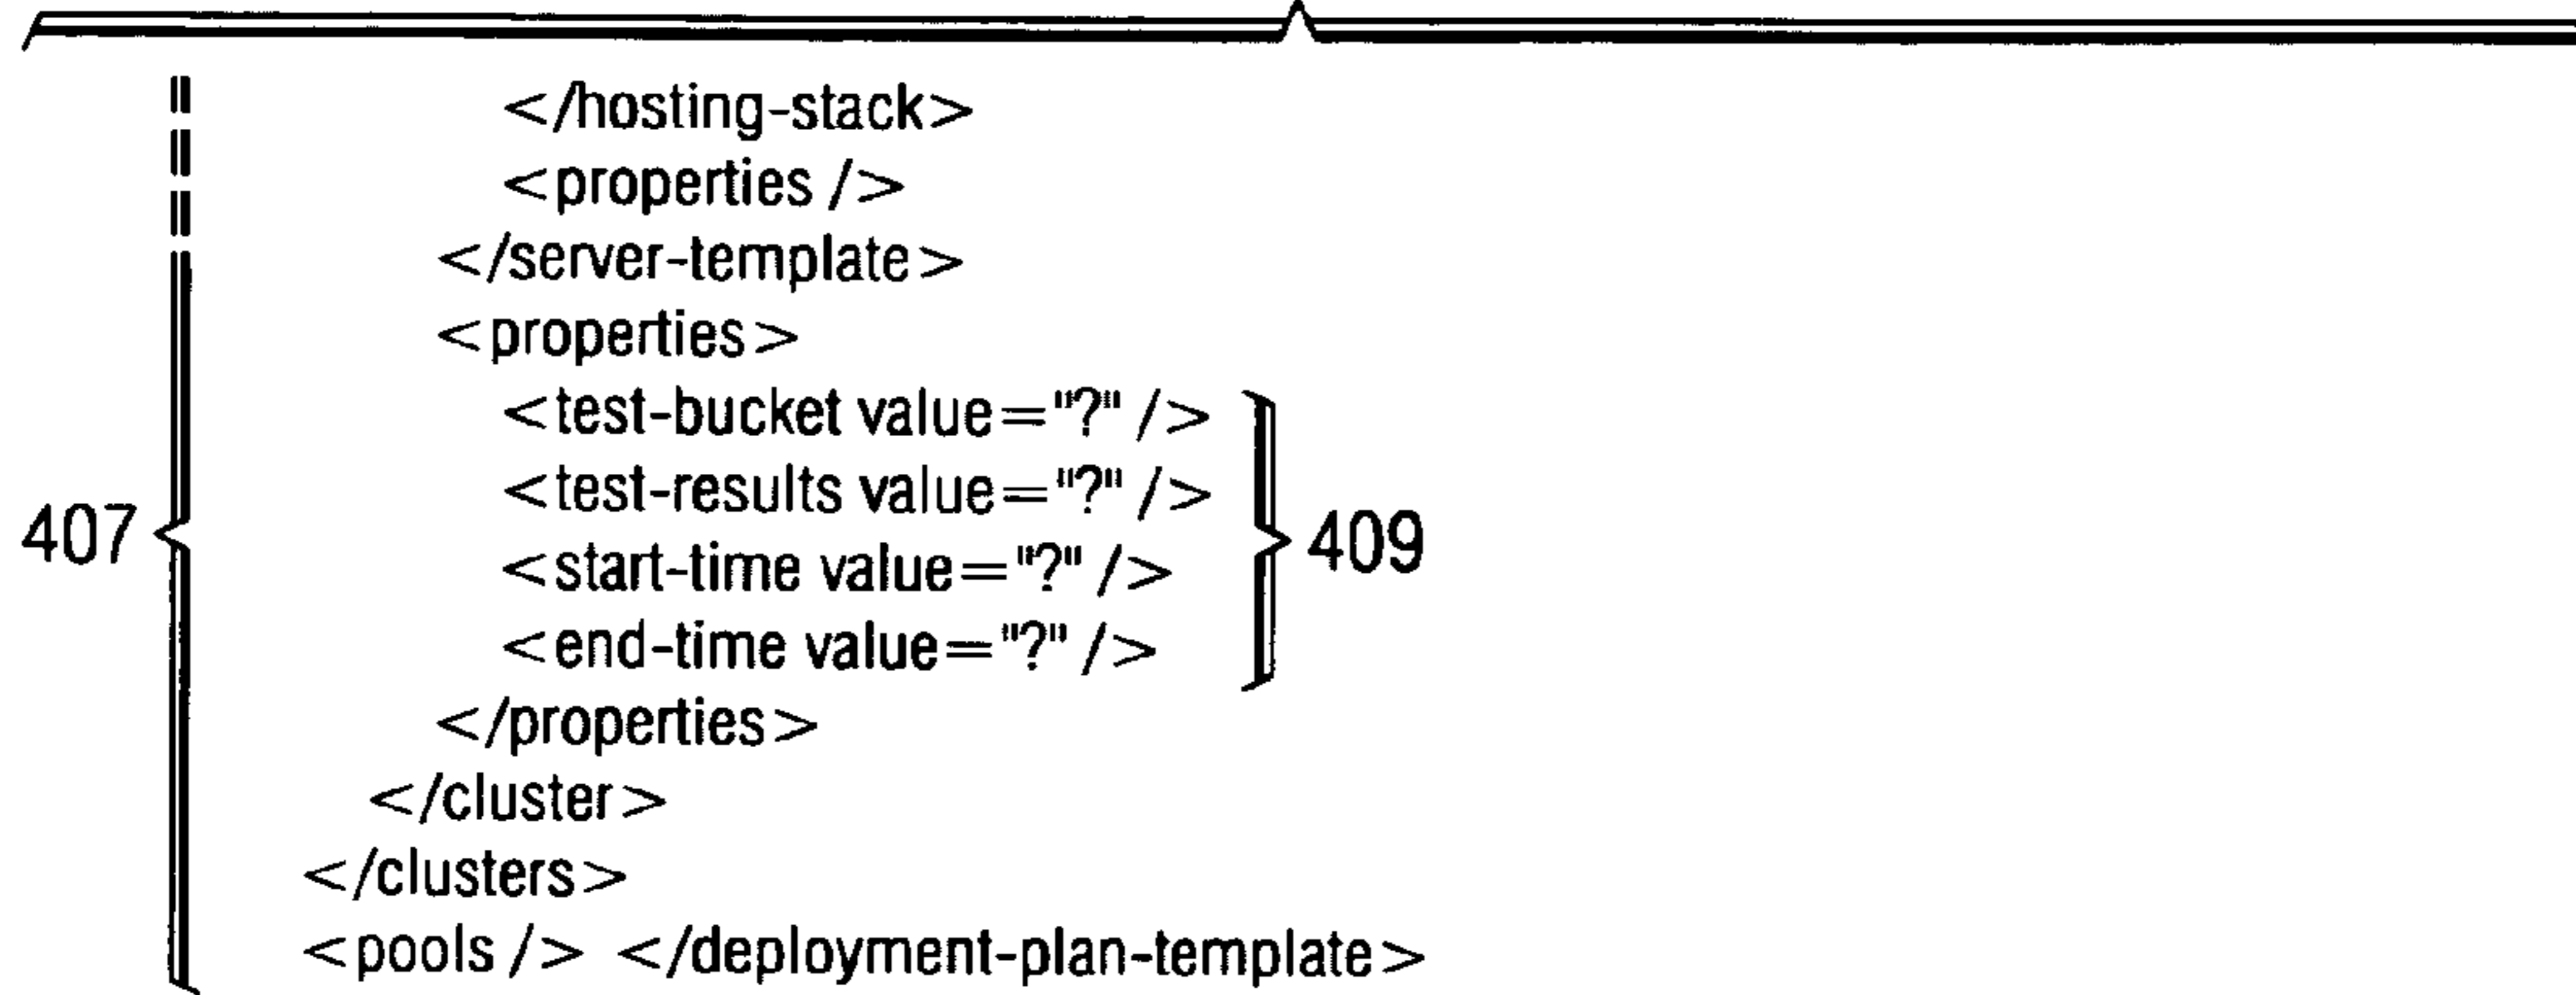 </hosting-stack>
<properties />
</server-template>
<properties>
<test-bucket value="?" />
<test-results value="?" />
<start-time value="?" />
<end-time value="?" />
407
409
</properties>
</cluster>
</clusters>
<pools /> </deployment-plan-template>